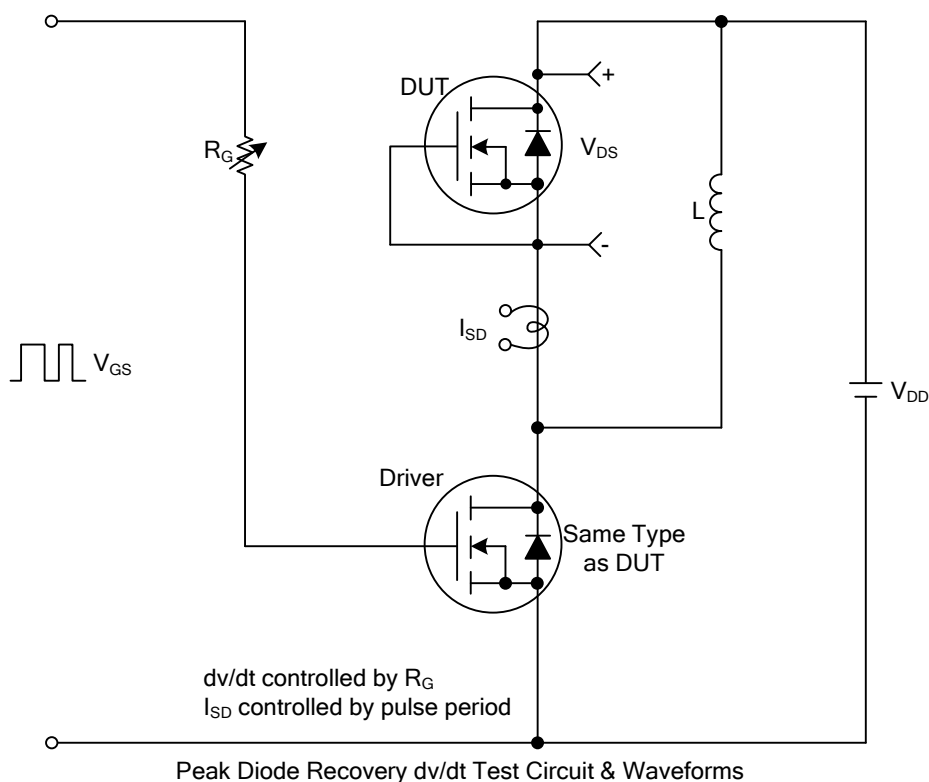 DUT
+
R_G
V_DS
L
-
I_SD
V_GS
V_DD
Driver
Same Type
as DUT
dv/dt controlled by R_G
I_SD controlled by pulse period
Peak Diode Recovery dv/dt Test Circuit & Waveforms